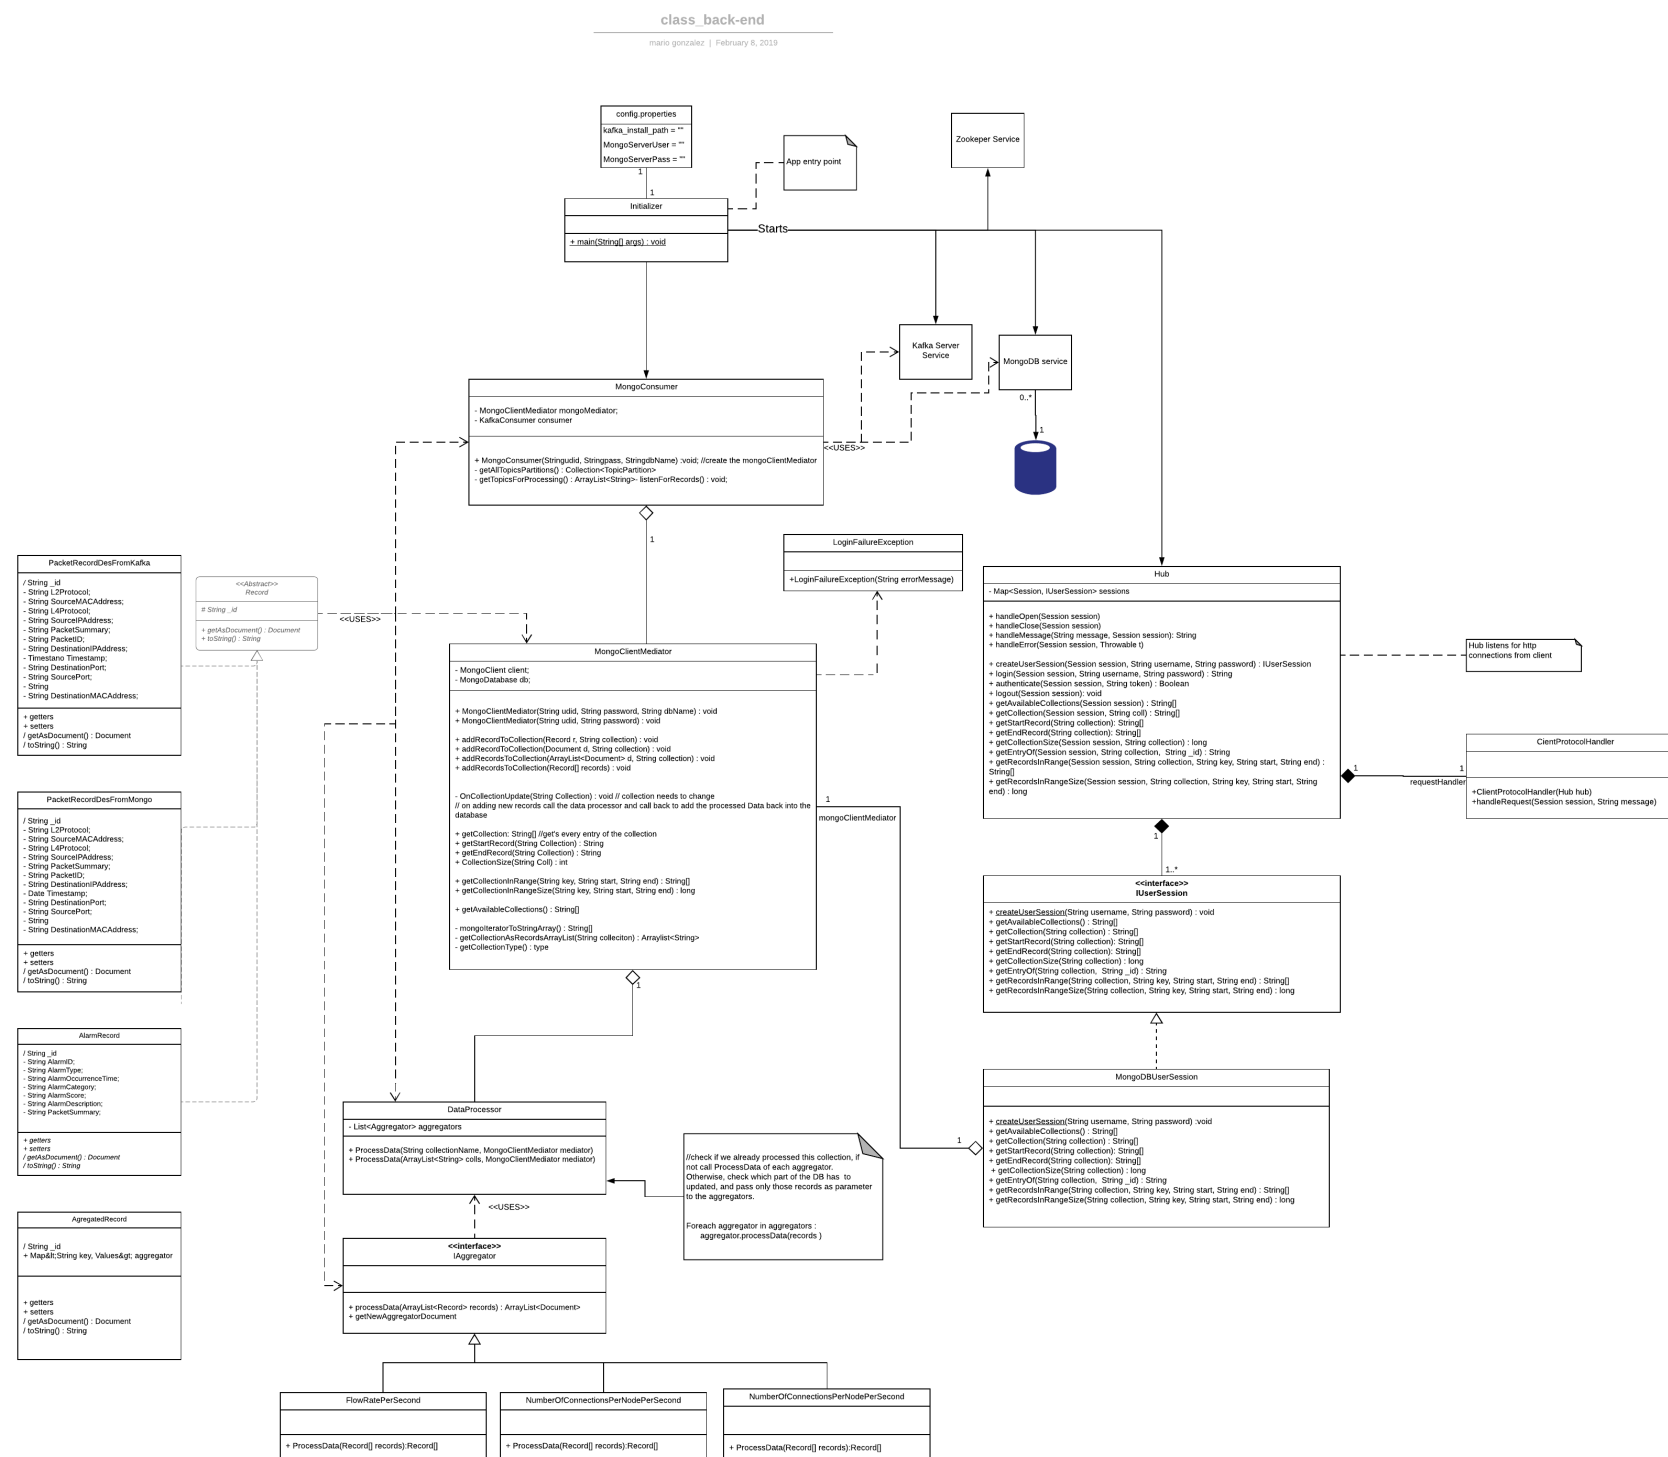 class_back-end
mario gonzalez | February 8, 2019
config.properties
kafka_install_path = ""
MongoServerUser = ""
MongoServerPass = ""
1
1
App entry point
Zookeper Service
Initializer
+ main(String[] args) : void
Starts
Kafka Server
Service
MongoDB service
0..*
1
MongoConsumer
- MongoClientMediator mongoMediator;
- KafkaConsumer consumer
+ MongoConsumer(Stringudid, Stringpass, StringdbName) :void; //create the mongoClientMediator
- getAllTopicsPartitions() : Collection<TopicPartition>
- getTopicsForProcessing() : ArrayList<String>- listenForRecords() : void;
<<USES>>
1
LoginFailureException
+LoginFailureException(String errorMessage)
PacketRecordDesFromKafka
/ String _id
- String L2Protocol;
- String SourceMACAddress;
- String L4Protocol;
- String SourceIPAddress;
- String PacketSummary;
- String PacketID;
- String DestinationIPAddress;
- Timestano Timestamp;
- String DestinationPort;
- String SourcePort;
- String
- String DestinationMACAddress;
+ getters
+ setters
/ getAsDocument() : Document
/ toString() : String
<<Abstract>>
Record
# String _id
+ getAsDocument() : Document
+ toString() : String
<<USES>>
MongoClientMediator
- MongoClient client;
- MongoDatabase db;
+ MongoClientMediator(String udid, String password, String dbName) : void
+ MongoClientMediator(String udid, String password) : void
+ addRecordToCollection(Record r, String collection) : void
+ addRecordToCollection(Document d, String collection) : void
+ addRecordsToCollection(ArrayList<Document> d, String collection) : void
+ addRecordsToCollection(Record[] records) : void
- OnCollectionUpdate(String Collection) : void // collection needs to change
// on adding new records call the data processor and call back to add the processed Data back into the
database
+ getCollection: String[] //get's every entry of the collection
+ getStartRecord(String Collection) : String
+ getEndRecord(String Collection) : String
+ CollectionSize(String Coll) : int
+ getCollectionInRange(String key, String start, String end) : String[]
+ getCollectionInRangeSize(String key, String start, String end) : long
+ getAvailableCollections() : String[]
- mongoIteratorToStringArray() : String[]
- getCollectionAsRecordsArrayList(String colleciton) : Arraylist<String>
- getCollectionType() : type
1
mongoClientMediator
1
Hub
- Map<Session, IUserSession> sessions
+ handleOpen(Session session)
+ handleClose(Session session)
+ handleMessage(String message, Session session): String
+ handleError(Session session, Throwable t)
+ createUserSession(Session session, String username, String password) : IUserSession
+ login(Session session, String username, String password) : String
+ authenticate(Session session, String token) : Boolean
+ logout(Session session): void
+ getAvailableCollections(Session session) : String[]
+ getCollection(Session session, String coll) : String[]
+ getStartRecord(String collection): String[]
+ getEndRecord(String collection): String[]
+ getCollectionSize(Session session, String collection) : long
+ getEntryOf(Session session, String collection, String _id) : String
+ getRecordsInRange(Session session, String collection, String key, String start, String end) :
String[]
+ getRecordsInRangeSize(Session session, String collection, String key, String start, String
end) : long
Hub listens for http
connections from client
CientProtocolHandler
+ClientProtocolHandler(Hub hub)
+handleRequest(Session session, String message)
1
1
requestHandler
1
1..*
<<interface>>
IUserSession
+ createUserSession(String username, String password) : void
+ getAvailableCollections() : String[]
+ getCollection(String collection) : String[]
+ getStartRecord(String collection): String[]
+ getEndRecord(String collection): String[]
+ getCollectionSize(String collection) : long
+ getEntryOf(String collection, String _id) : String
+ getRecordsInRange(String collection, String key, String start, String end) : String[]
+ getRecordsInRangeSize(String collection, String key, String start, String end) : long
PacketRecordDesFromMongo
/ String _id
- String L2Protocol;
- String SourceMACAddress;
- String L4Protocol;
- String SourceIPAddress;
- String PacketSummary;
- String PacketID;
- String DestinationIPAddress;
- Date Timestamp;
- String DestinationPort;
- String SourcePort;
- String
- String DestinationMACAddress;
+ getters
+ setters
/ getAsDocument() : Document
/ toString() : String
AlarmRecord
/ String _id
- String AlarmID;
- String AlarmType;
- String AlarmOccurrenceTime;
- String AlarmCategory;
- String AlarmScore;
- String AlarmDescription;
- String PacketSummary;
+ getters
+ setters
/ getAsDocument() : Document
/ toString() : String
MongoDBUserSession
+ createUserSession(String username, String password) :void
+ getAvailableCollections() : String[]
+ getCollection(String collection) : String[]
+ getStartRecord(String collection): String[]
+ getEndRecord(String collection): String[]
+ getCollectionSize(String collection) : long
+ getEntryOf(String collection, String _id) : String
+ getRecordsInRange(String collection, String key, String start, String end) : String[]
+ getRecordsInRangeSize(String collection, String key, String start, String end) : long
1
DataProcessor
- List<Aggregator> aggregators
+ ProcessData(String collectionName, MongoClientMediator mediator)
+ ProcessData(ArrayList<String> colls, MongoClientMediator mediator)
<<USES>>
//check if we already processed this collection, if
not call ProcessData of each aggregator.
Otherwise, check which part of the DB has to
updated, and pass only those records as parameter
to the aggregators.
Foreach aggregator in aggregators :
aggregator.processData(records )
AgregatedRecord
/ String _id
+ Map&lt;String key, Values&gt; aggregator
+ getters
+ setters
/ getAsDocument() : Document
/ toString() : String
<<interface>>
IAggregator
+ processData(ArrayList<Record> records) : ArrayList<Document>
+ getNewAggregatorDocument
FlowRatePerSecond
+ ProcessData(Record[] records):Record[]
NumberOfConnectionsPerNodePerSecond
+ ProcessData(Record[] records):Record[]
NumberOfConnectionsPerNodePerSecond
+ ProcessData(Record[] records):Record[]